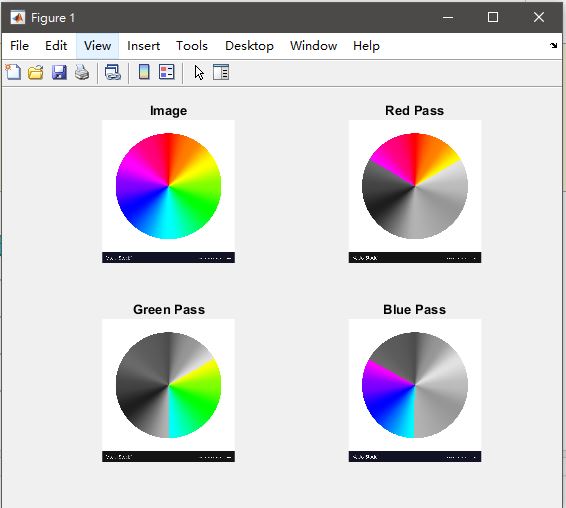 Figure 1
File Edit View Insert Tools Desktop Window Help
Image
Red Pass
Green Pass
Blue Pass